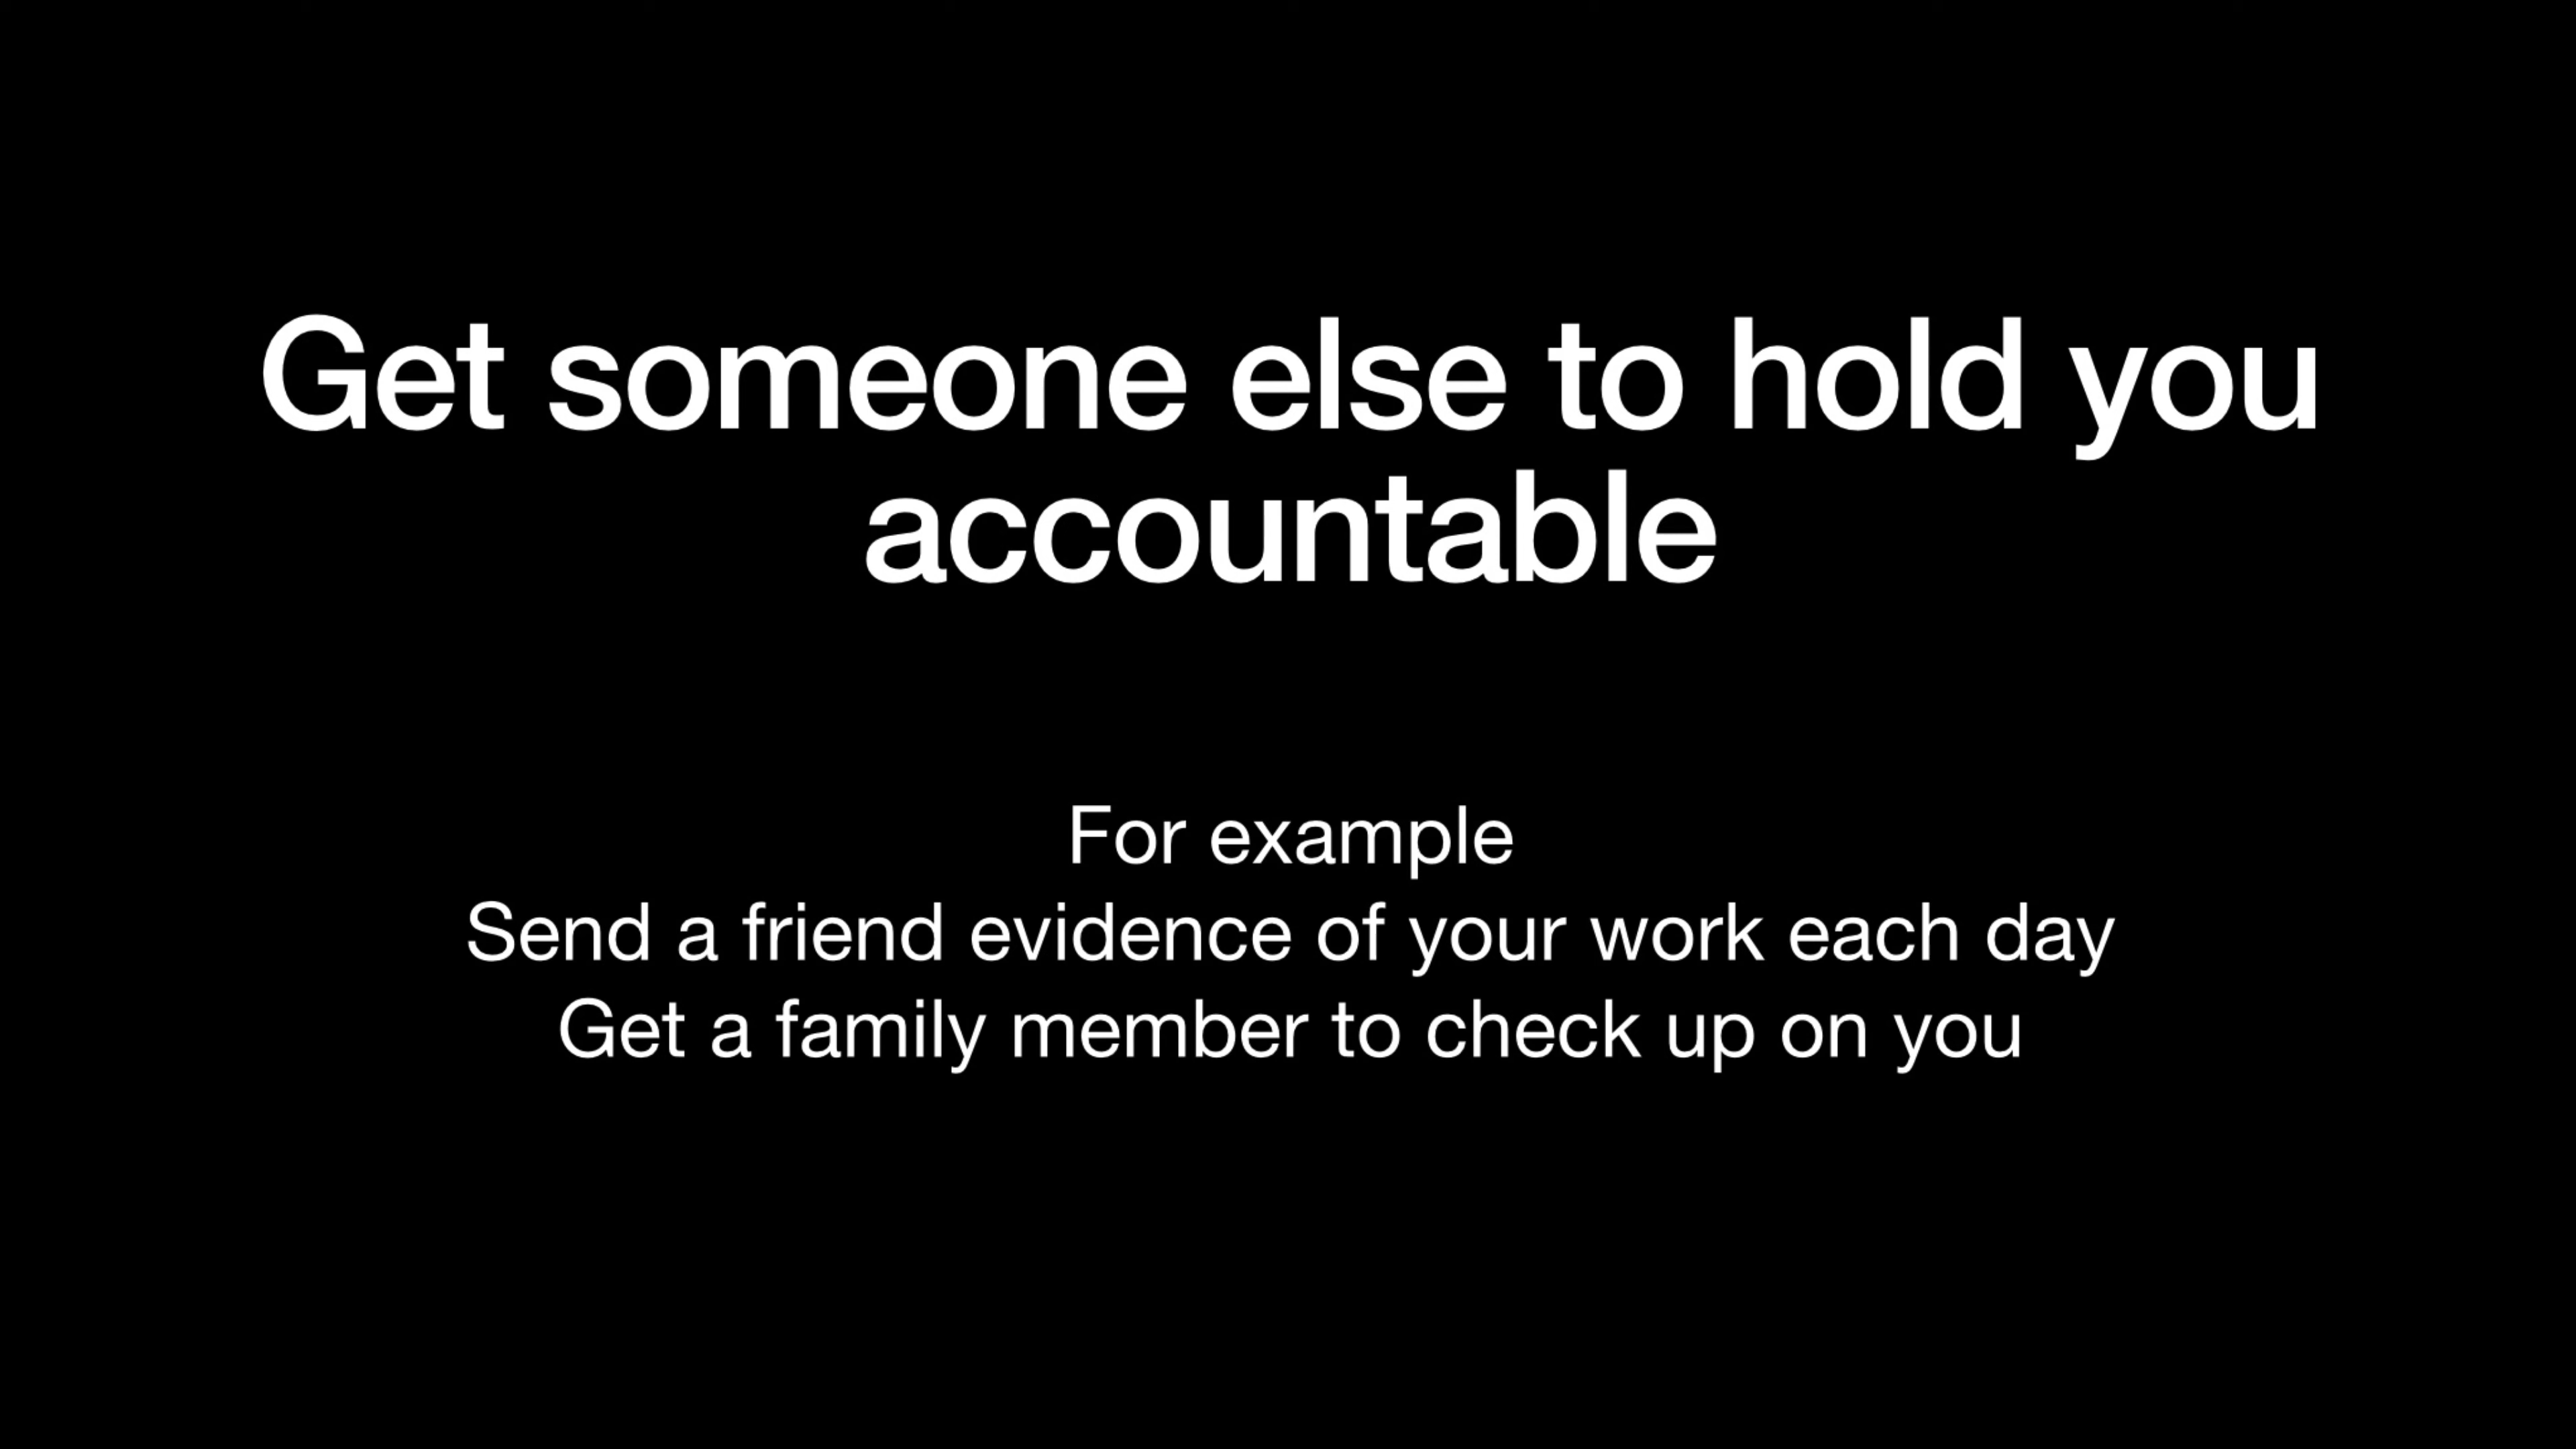 Get someone else to hold you
accountable
For example
Send a friend evidence of your work each day
Get a family member to check up on you